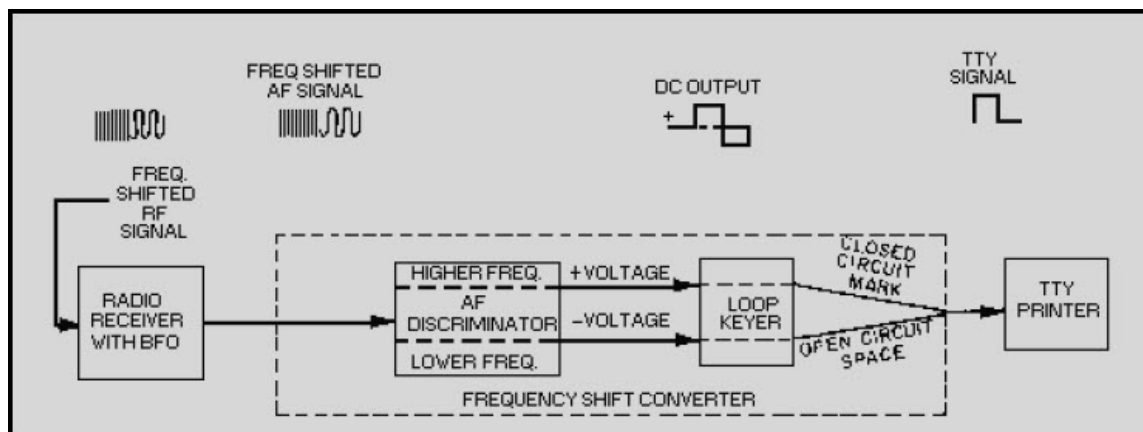 FREQ SHIFTED
AF SIGNAL
DC OUTPUT
+
TTY
SIGNAL
FREQ.
SHIFTED
RF
SIGNAL
RADIO
RECEIVER
WITH BFO
HIGHER FREQ.
AF
DISCRIMINATOR
LOWER FREQ.
+VOLTAGE
-VOLTAGE
LOOP
KEYER
CLOSED
CIRCUIT
MARK
OPEN CIRCUIT
SPACE
TTY
PRINTER
FREQUENCY SHIFT CONVERTER